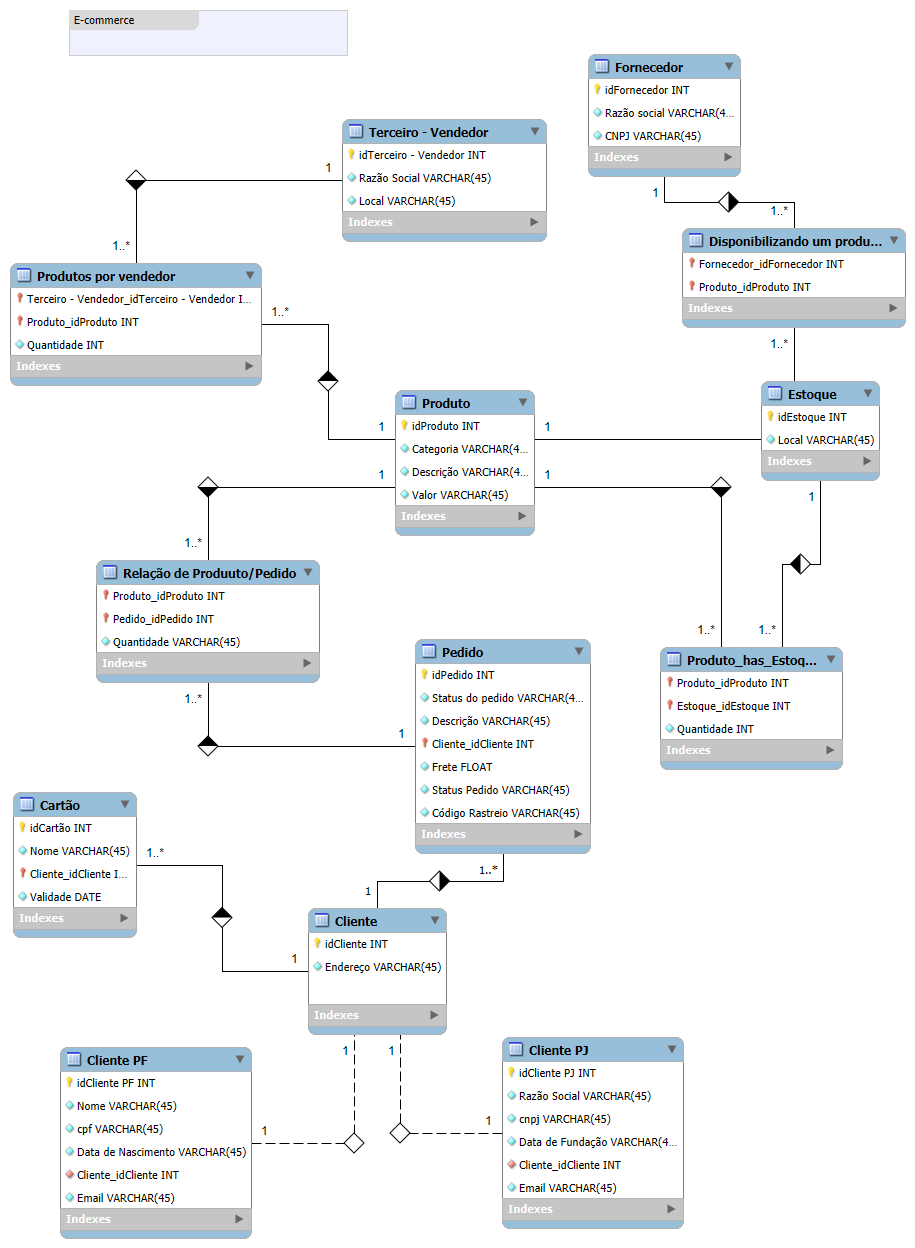 E-commerce
Fornecedor
idFornecedor INT
Razão social VARCHAR(4...
CNPJ VARCHAR(45)
Indexes
1
1..*
Terceiro - Vendedor
idTerceiro - Vendedor INT
Razão Social VARCHAR(45)
Local VARCHAR(45)
Indexes
1
1..*
Disponibilizando um produ...
Fornecedor_idFornecedor INT
Produto_idProduto INT
Indexes
1..*
Produtos por vendedor
Terceiro - Vendedor_idTerceiro - Vendedor I...
Produto_idProduto INT
Quantidade INT
Indexes
1..*
1
Produto
idProduto INT
Categoria VARCHAR(4...
Descrição VARCHAR(4...
Valor VARCHAR(45)
Indexes
1
1
1
Estoque
idEstoque INT
Local VARCHAR(45)
Indexes
1
1..*
1..*
1..*
Relação de Produuto/Pedido
Produto_idProduto INT
Pedido_idPedido INT
Quantidade VARCHAR(45)
Indexes
1..*
1
Pedido
idPedido INT
Status do pedido VARCHAR(4...
Descrição VARCHAR(45)
Cliente_idCliente INT
Frete FLOAT
Status Pedido VARCHAR(45)
Código Rastreio VARCHAR(45)
Indexes
1..*
1
Produto_has_Estoq...
Produto_idProduto INT
Estoque_idEstoque INT
Quantidade INT
Indexes
Cartão
idCartão INT
Nome VARCHAR(45)
Cliente_idCliente I...
Validade DATE
Indexes
1..*
1
Cliente
idCliente INT
Endereço VARCHAR(45)
Indexes
1
1
Cliente PF
idCliente PF INT
Nome VARCHAR(45)
cpf VARCHAR(45)
Data de Nascimento VARCHAR(45)
Cliente_idCliente INT
Email VARCHAR(45)
Indexes
1
1
Cliente PJ
idCliente PJ INT
Razão Social VARCHAR(45)
cnpj VARCHAR(45)
Data de Fundação VARCHAR(4...
Cliente_idCliente INT
Email VARCHAR(45)
Indexes